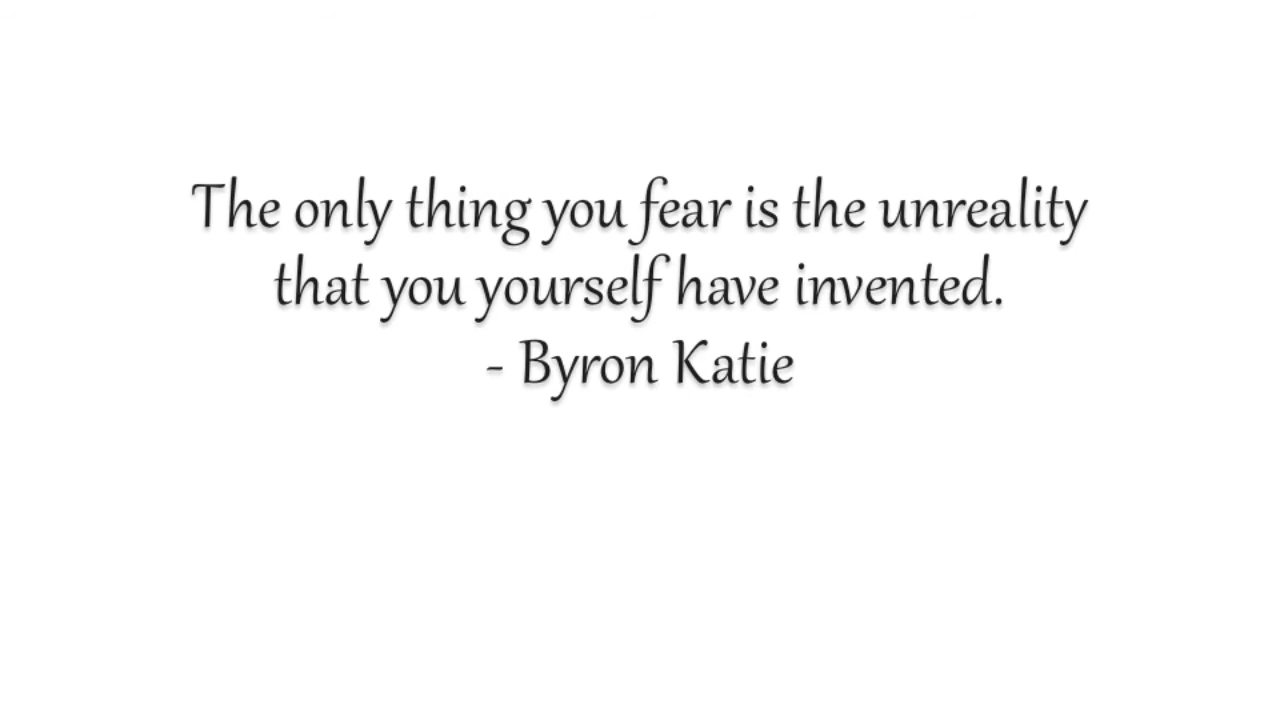 The only thing you fear is the unreality
that you yourself have invented.
- Byron Katie